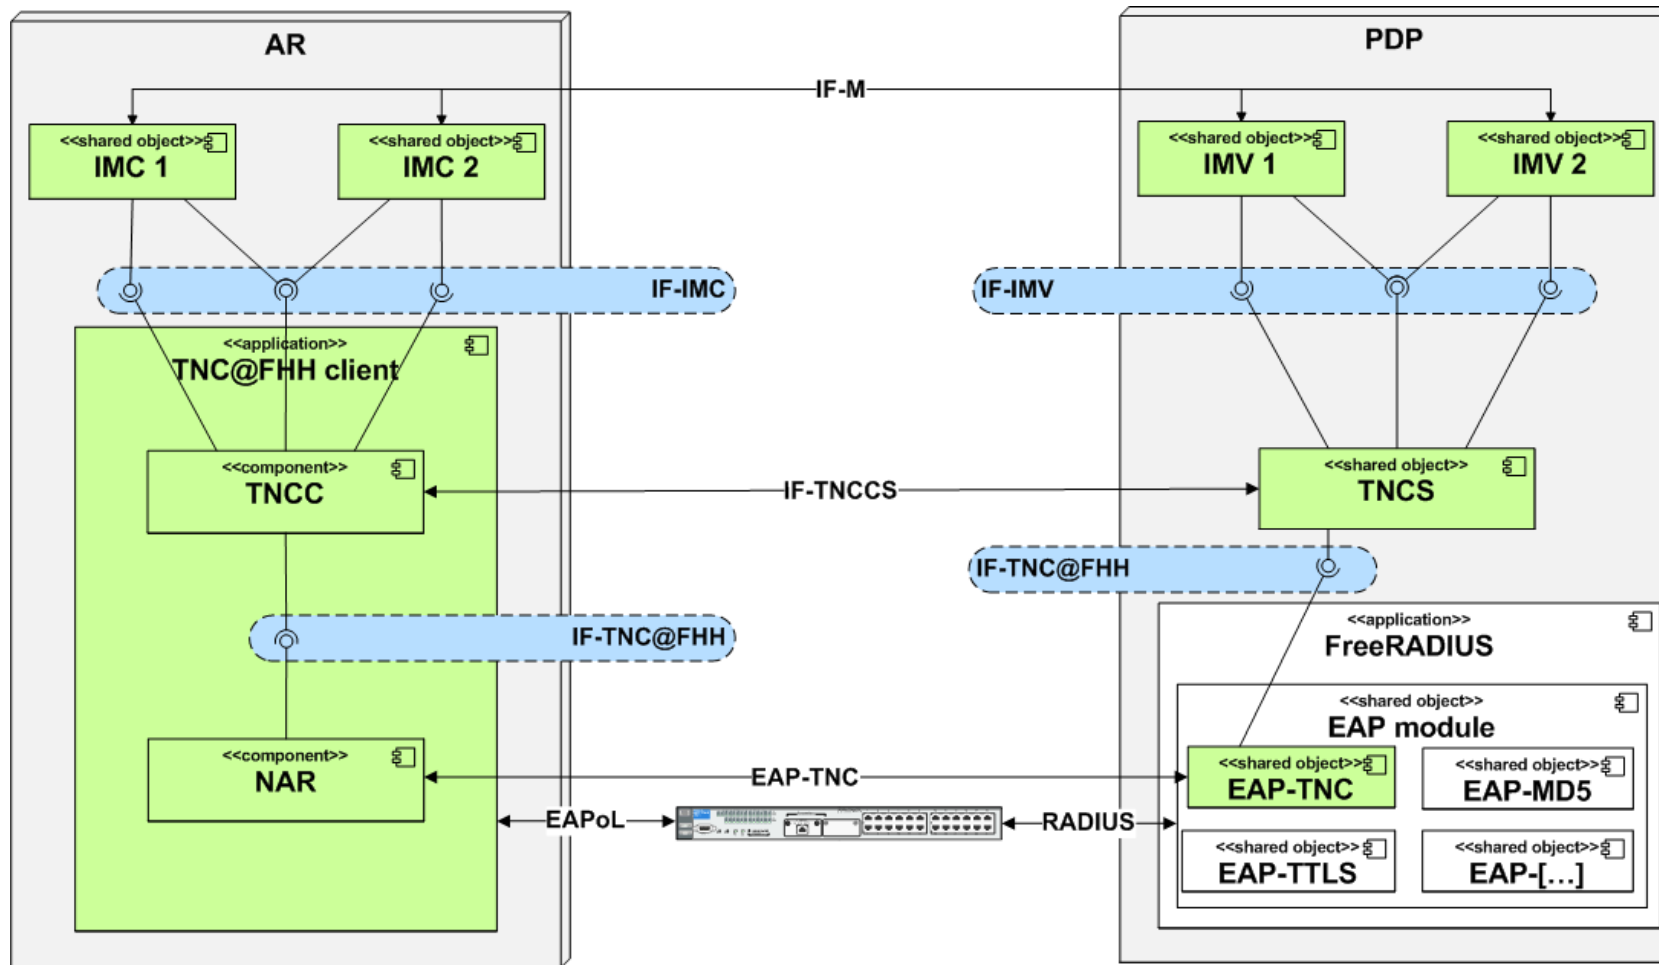 AR
PDP
IF-M
<<shared object>>
IMC 1
<<shared object>>
IMC 2
<<shared object>>
IMV 1
<<shared object>>
IMV 2
IF-IMC
IF-IMV
<<application>>
TNC@FHH client
<<component>>
TNCC
IF-TNCCS
<<shared object>>
TNCS
IF-TNC@FHH
IF-TNC@FHH
<<application>>
FreeRADIUS
<<shared object>>
EAP module
<<component>>
NAR
EAP-TNC
<<shared object>>
EAP-TNC
<<shared object>>
EAP-MD5
EAPoL
RADIUS
<<shared object>>
EAP-TTLS
<<shared object>>
EAP-[...]